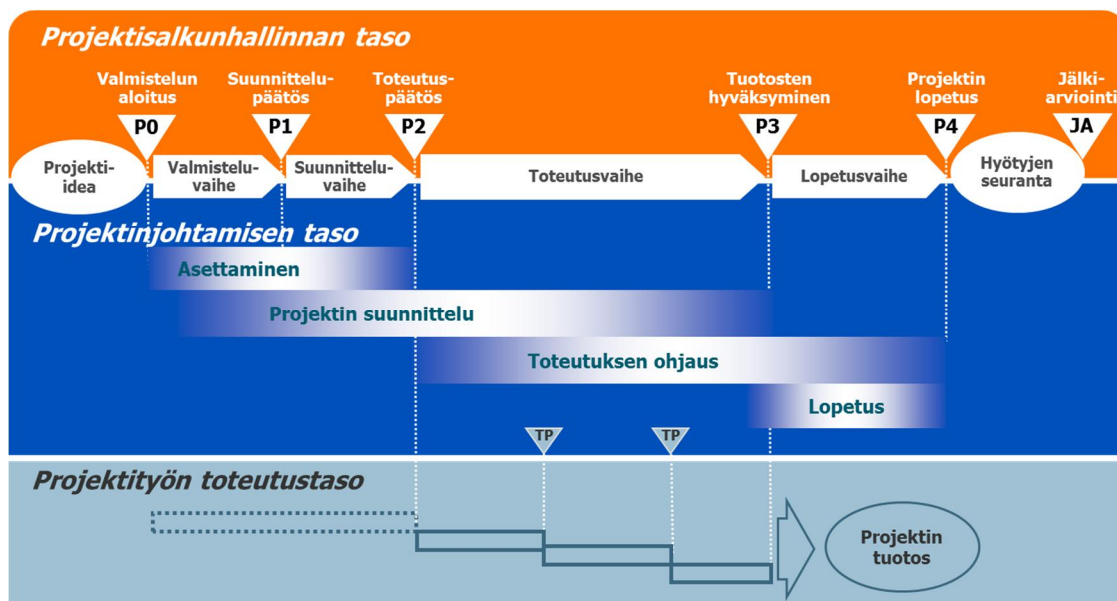 Projektisalkunhallinnan taso
Valmistelun
aloitus
Suunnittelu-
päätös
Toteutus-
päätös
Tuotosten
hyväksyminen
Projektin
lopetus
Jälki-
arviointi
P0
P1
P2
P3
P4
JA
Projekti-
idea
Valmistelu-
vaihe
Suunnittelu-
vaihe
Toteutusvaihe
Lopetusvaihe
Hyötyjen
seuranta
Projektinjohtamisen taso
Asettaminen
Projektin suunnittelu
Toteutuksen ohjaus
Lopetus
TP
TP
Projektityön toteutustaso
Projektin
tuotos